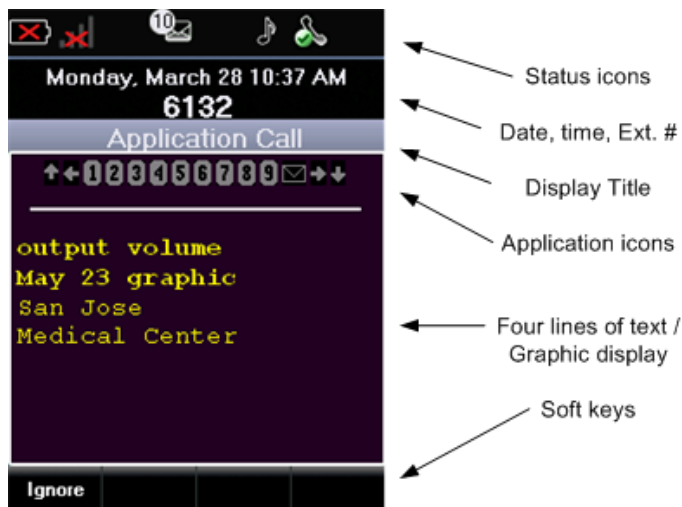 10
Status icons
Monday, March 28 10:37 AM
6132
Date, time, Ext. #
Application Call
Display Title
1 2 3 4 5 6 7 8 9
Application icons
output volume
May 23 graphic
San Jose
Medical Center
Four lines of text /
Graphic display
Soft keys
Ignore